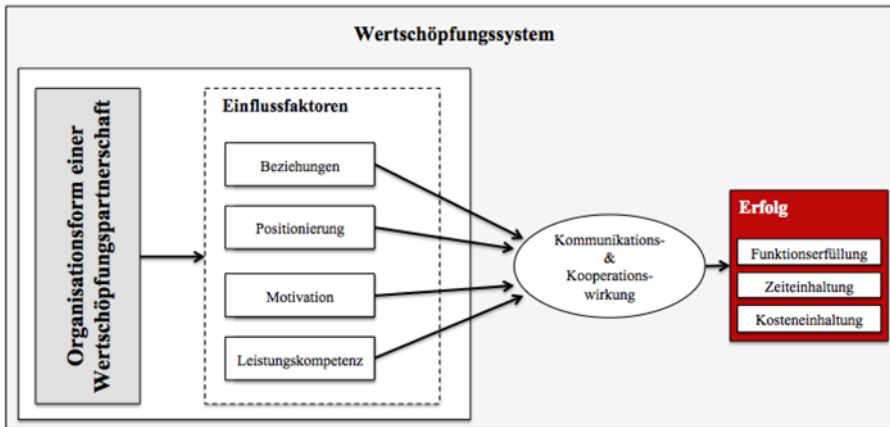 Wertschöpfungssystem
Organisationsform einer
Wertschöpfungspartnerschaft
Einflussfaktoren
Beziehungen
Positionierung
Motivation
Leistungskompetenz
Kommunikations-
&
Kooperations-
wirkung
Erfolg
Funktionserfüllung
Zeiteinhaltung
Kosteneinhaltung